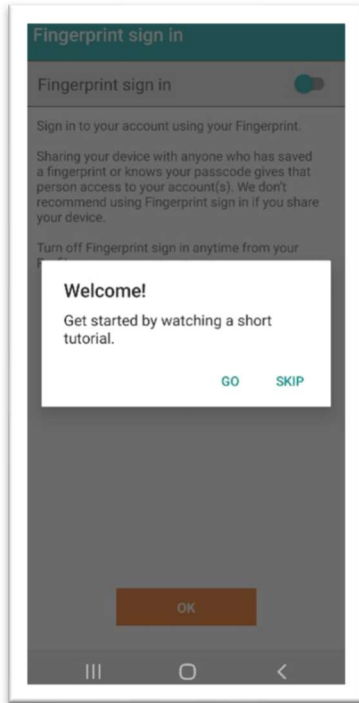 Fingerprint sign in
Fingerprint sign in
Sign in to your account using your Fingerprint.
Sharing your device with anyone who has saved
a fingerprint or knows your passcode gives that
person access to your account(s). We don't
recommend using Fingerprint sign in if you share
your device.
Turn off Fingerprint sign in anytime from your
Welcome!
Get started by watching a short
tutorial.
GO SKIP
OK